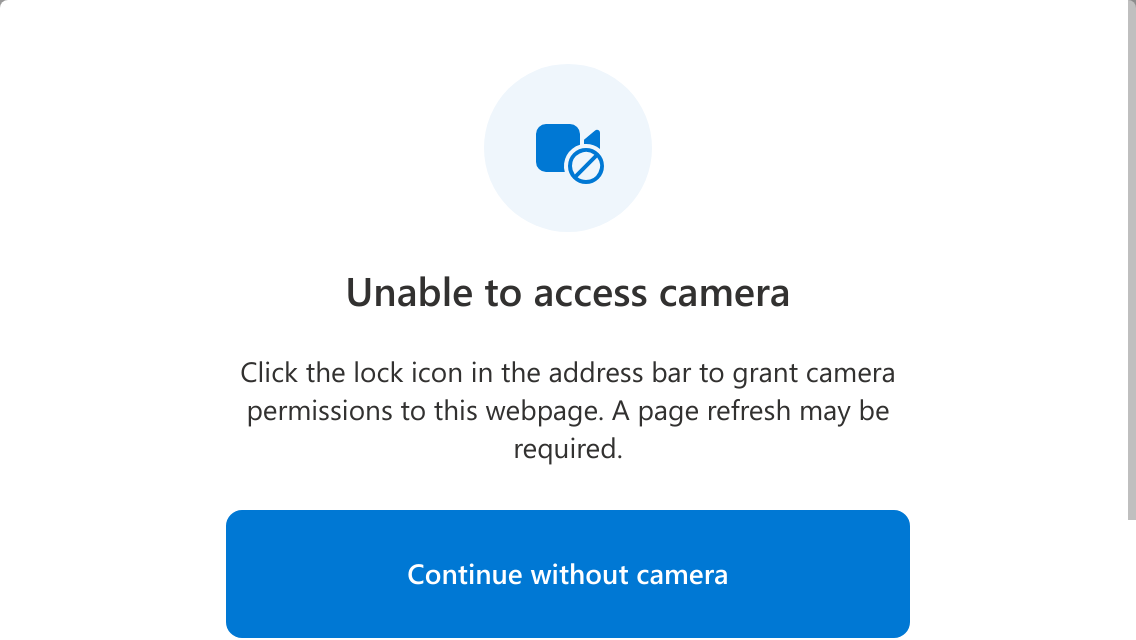 Unable to access camera
Click the lock icon in the address bar to grant camera
permissions to this webpage. A page refresh may be
required.
Continue without camera